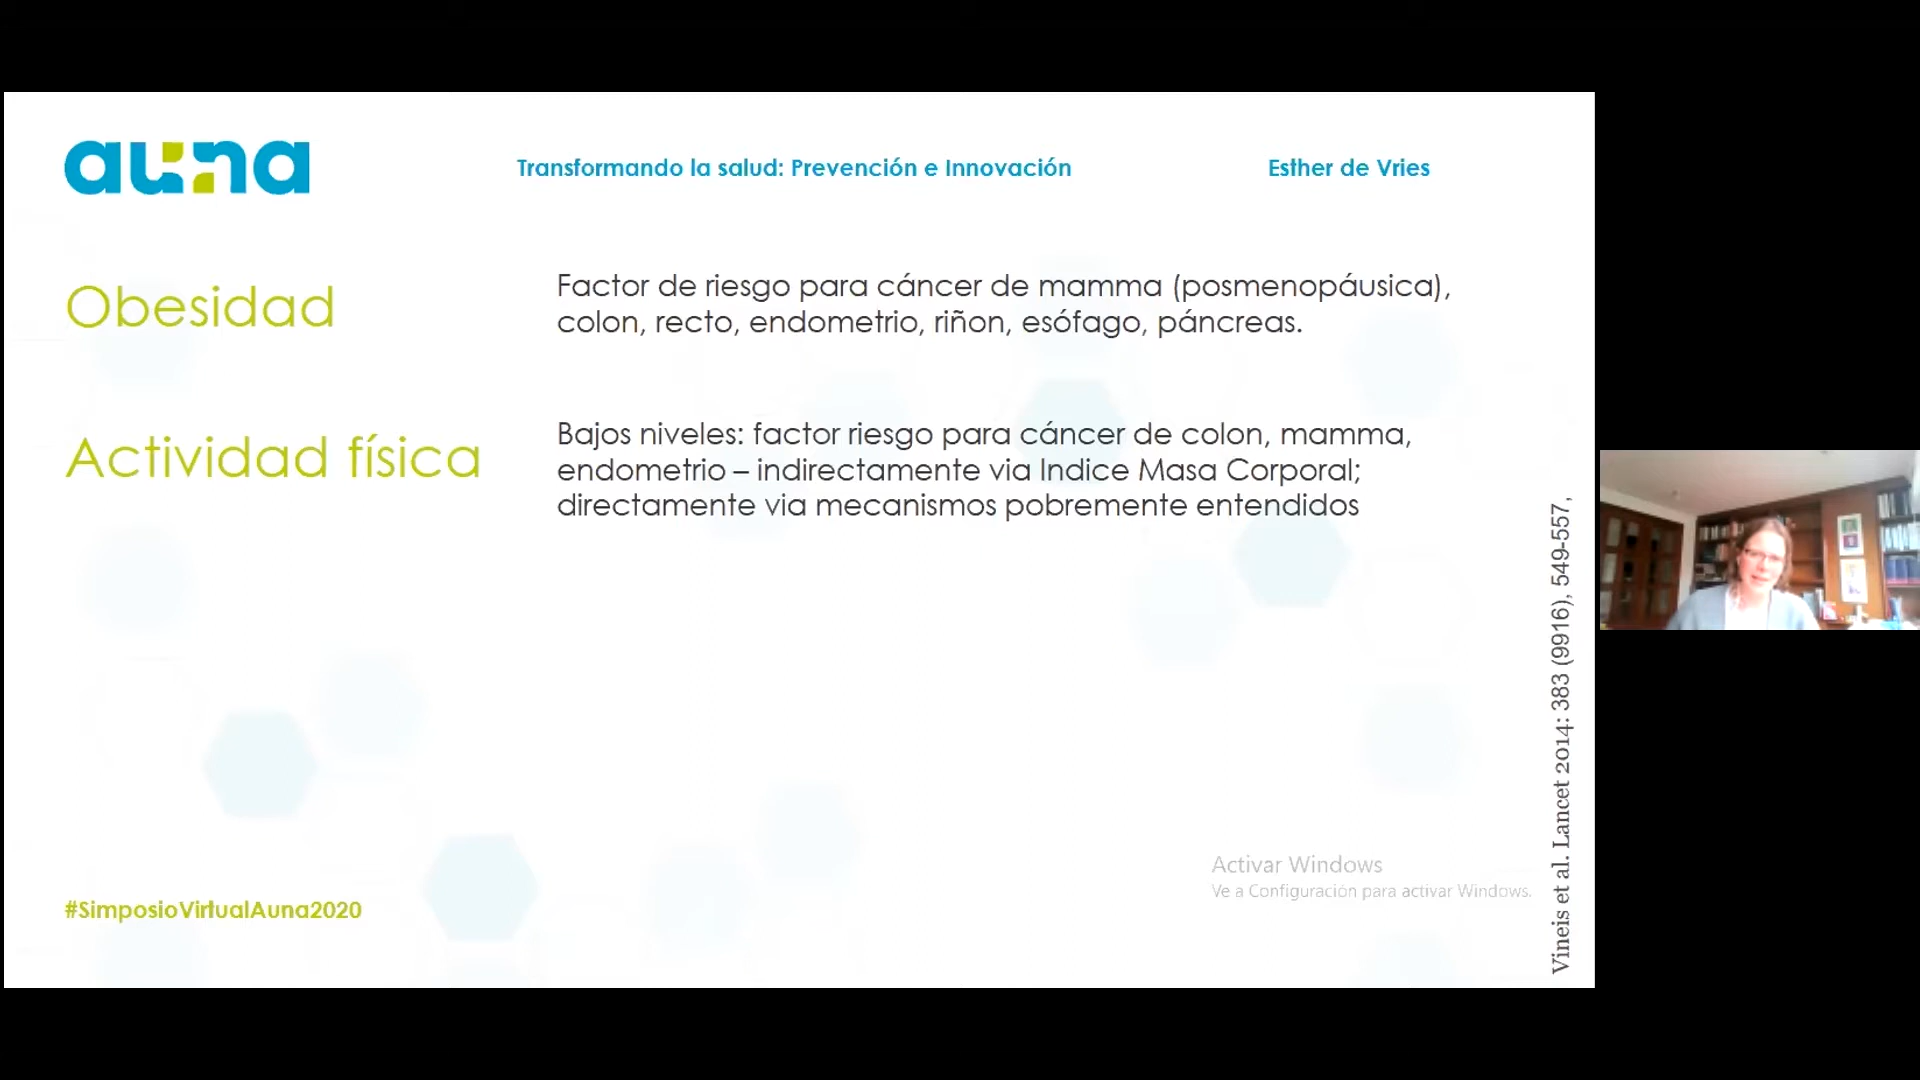 auna
Transformando la salud: Prevención e Innovación
Esther de Vries
Obesidad
Factor de riesgo para cáncer de mamma (posmenopáusica),
colon, recto, endometrio, riñon, esófago, páncreas.
Actividad física
Bajos niveles: factor riesgo para cáncer de colon, mamma,
endometrio – indirectamente via Indice Masa Corporal;
directamente via mecanismos pobremente entendidos
Vineis et al. Lancet 2014: 383 (9916), 549-557,
Activar Windows
Ve a Configuración para activar Windows.
#SimposioVirtualAuna2020